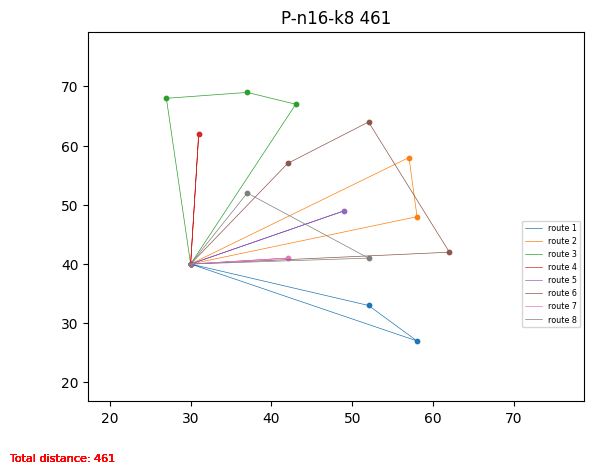 P-n16-k8 461
70
60
50
40
30
20
20 30 40 50 60 70
route 1
route 2
route 3
route 4
route 5
route 6
route 7
route 8
Total distance: 461